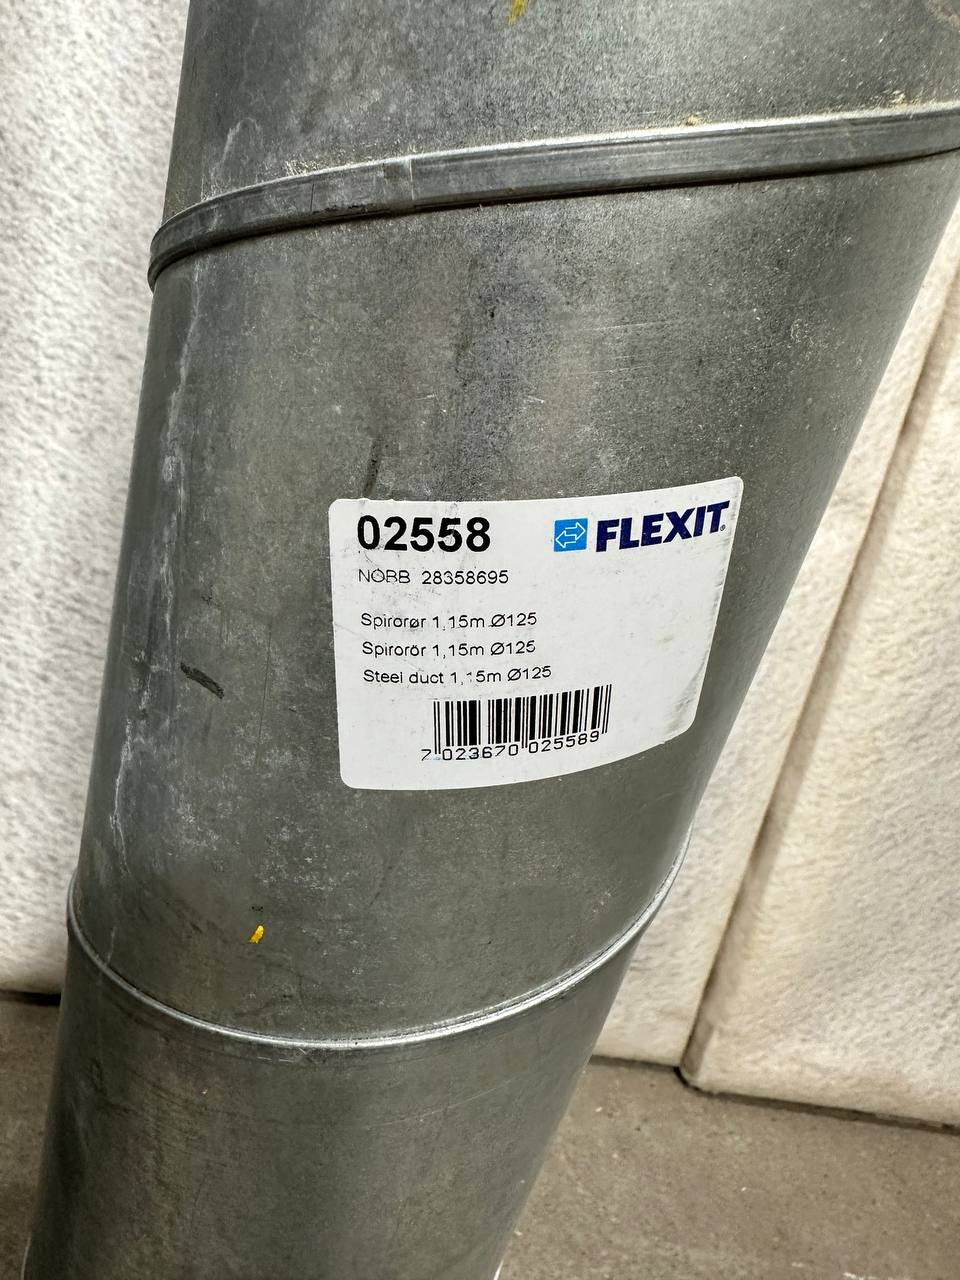 02558 FLEXIT®
NOBB 28358695
Spirorør 1,15m Ø125
Spirorör 1,15m Ø125
Steel duct 1,15m Ø125
7 023670 025589